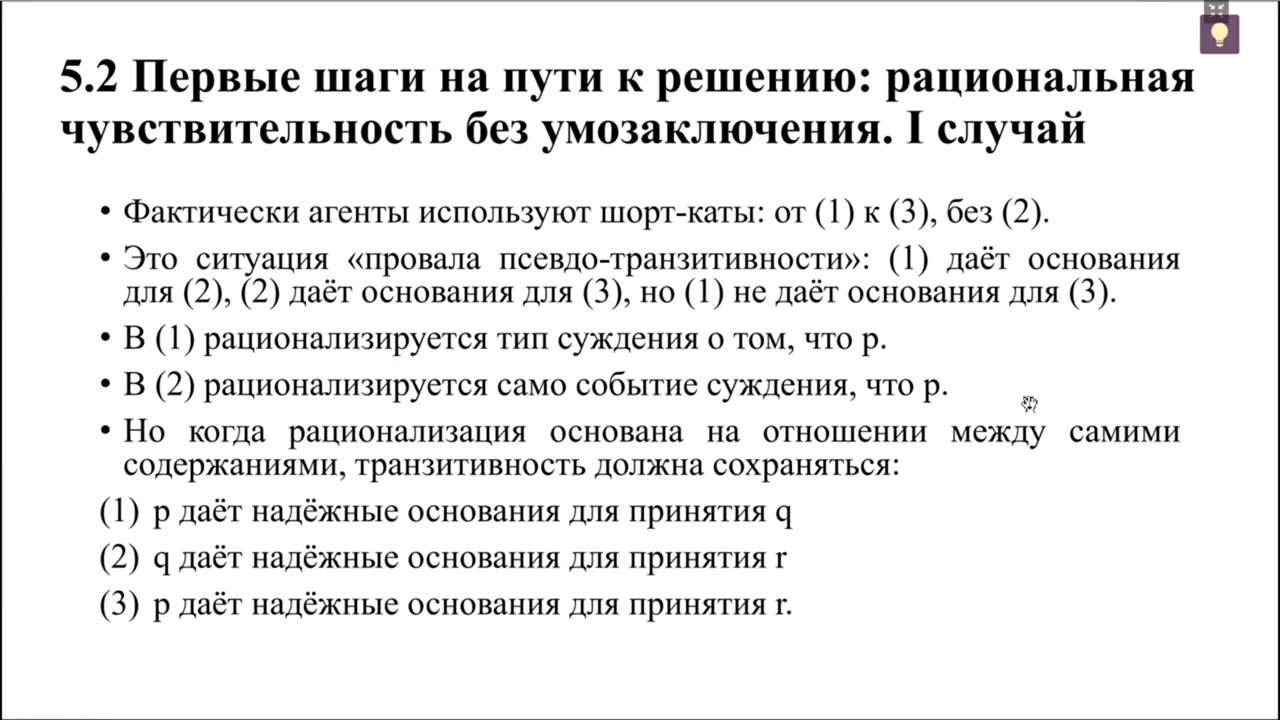 5.2 Первые шаги на пути к решению: рациональная
чувствительность без умозаключения. I случай
• Фактически агенты используют шорт-каты: от (1) к (3), без (2).
• Это ситуация «провала псевдо-транзитивности»: (1) даёт основания
для (2), (2) даёт основания для (3), но (1) не даёт основания для (3).
• В (1) рационализируется тип суждения о том, что p.
• В (2) рационализируется само событие суждения, что p.
• Но когда рационализация основана на отношении между самими
содержаниями, транзитивность должна сохраняться:
(1) p даёт надёжные основания для принятия q
(2) q даёт надёжные основания для принятия r
(3) p даёт надёжные основания для принятия r.